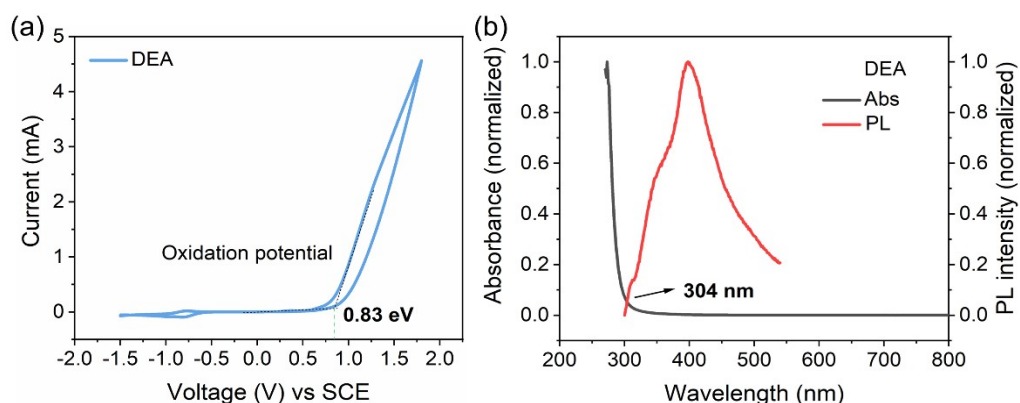 (a)
DEA
Current (mA)
5
4
3
2
1
0
Oxidation potential
0.83 eV
-2.0 -1.5 -1.0 -0.5 0.0 0.5 1.0 1.5 2.0
Voltage (V) vs SCE
(b)
Absorbance (normalized)
1.0
0.8
0.6
0.4
0.2
0.0
DEA
Abs
PL
304 nm
1.0
0.8
0.6
0.4
0.2
0.0
PL intensity (normalized)
200 300 400 500 600 700 800
Wavelength (nm)